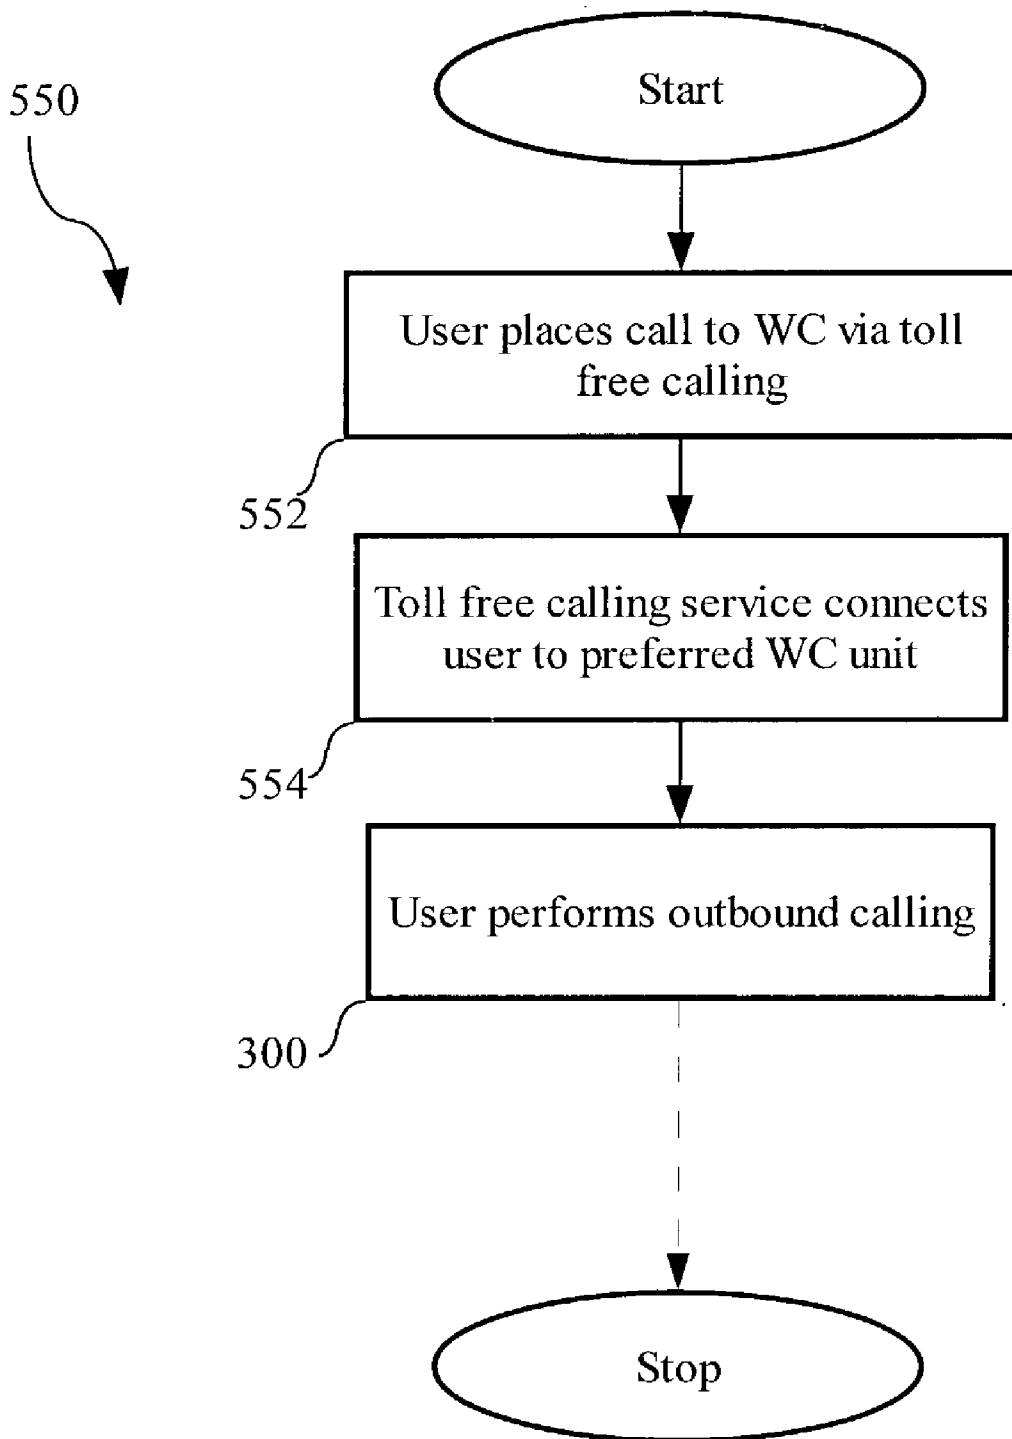 Start
550
User places call to WC via toll
free calling
552
Toll free calling service connects
user to preferred WC unit
554
User performs outbound calling
300
Stop